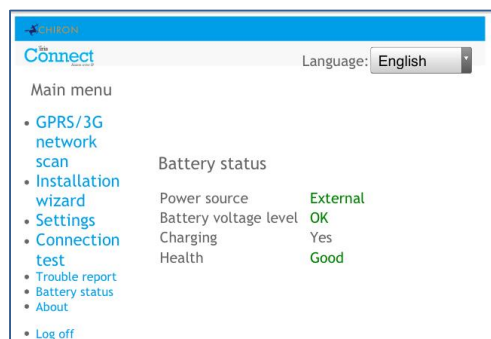 CHIRON
iris
Connect
Language: English
Main menu
GPRS/3G
network
scan
Installation
wizard
Settings
Connection
test
Trouble report
Battery status
About
Log off
Battery status
Power source External
Battery voltage level OK
Charging Yes
Health Good